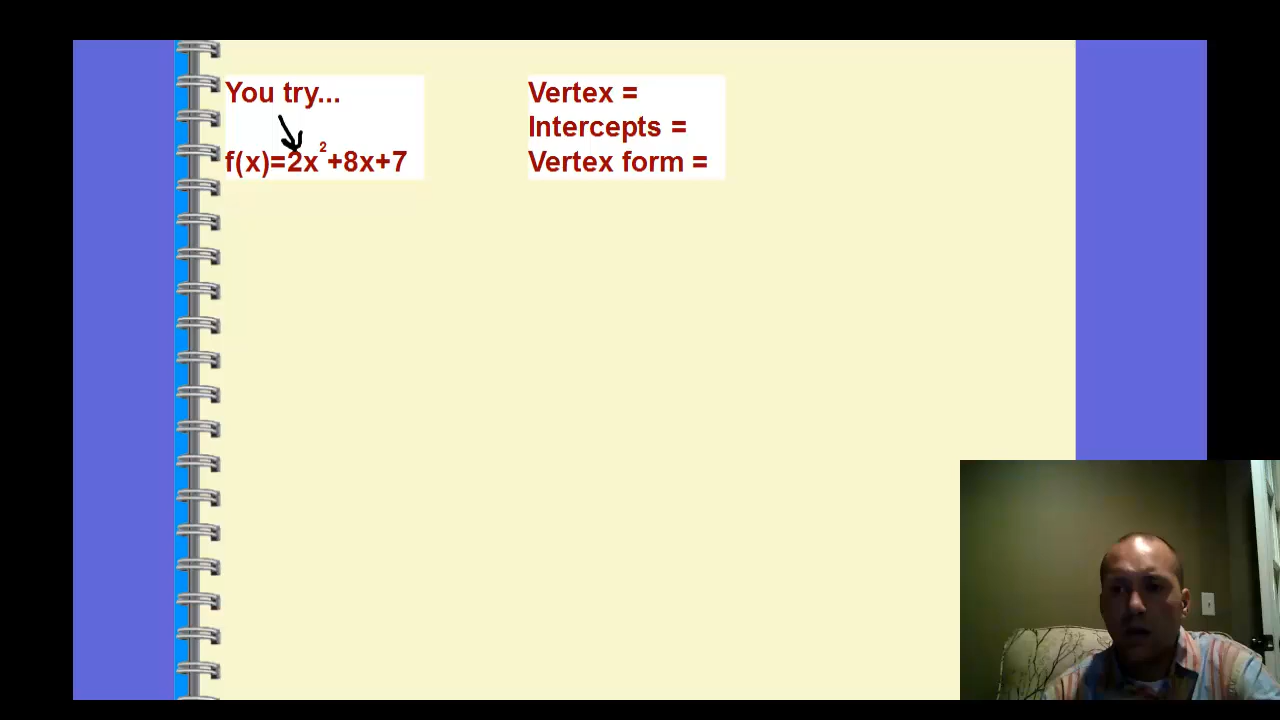 You try...
f(x)=2x²+8x+7
Vertex =
Intercepts =
Vertex form =